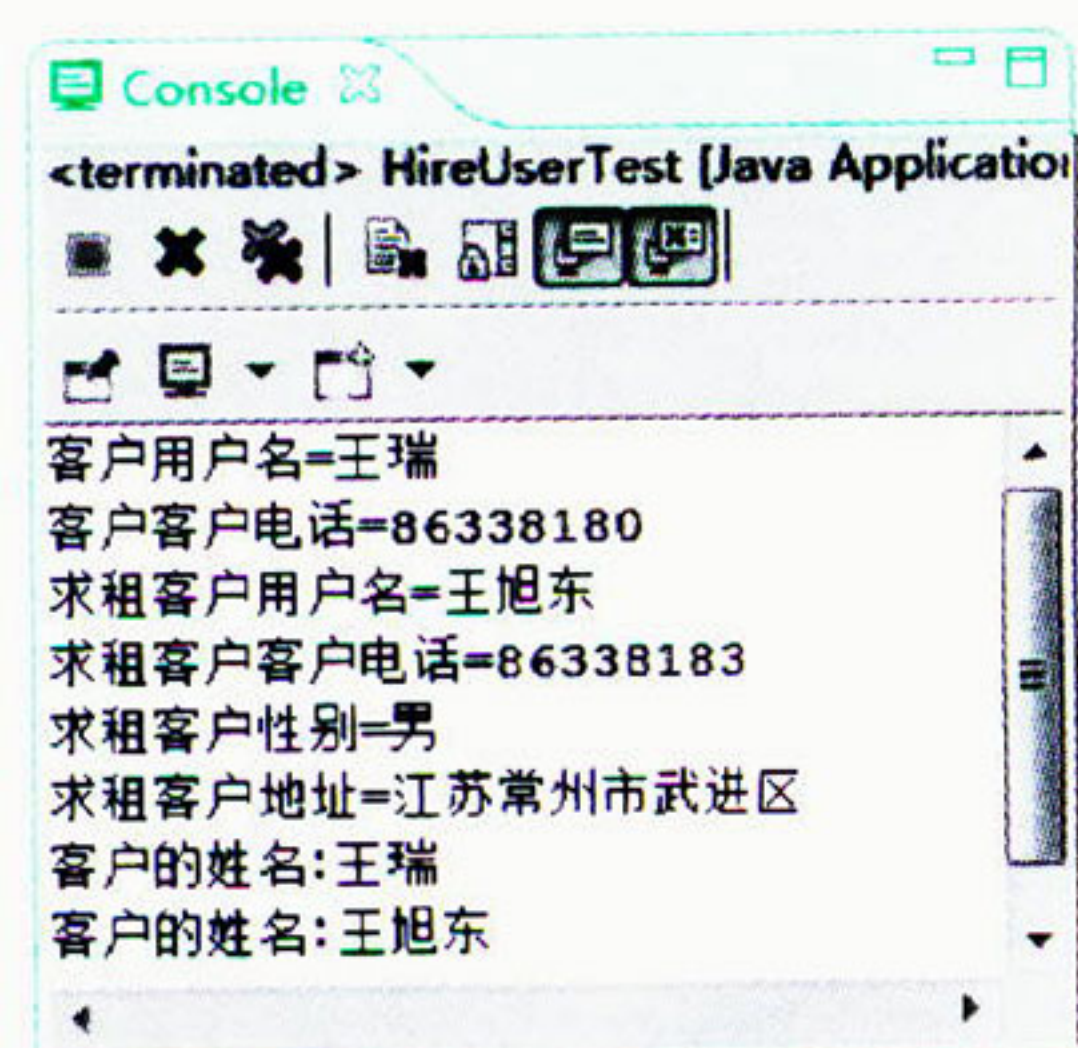 Console
<terminated> HireUserTest [Java Application
客户用户名=王瑞
客户客户电话=86338180
求租客户用户名=王旭东
求租客户客户电话=86338183
求租客户性别=男
求租客户地址=江苏常州市武进区
客户的姓名:王瑞
客户的姓名:王旭东